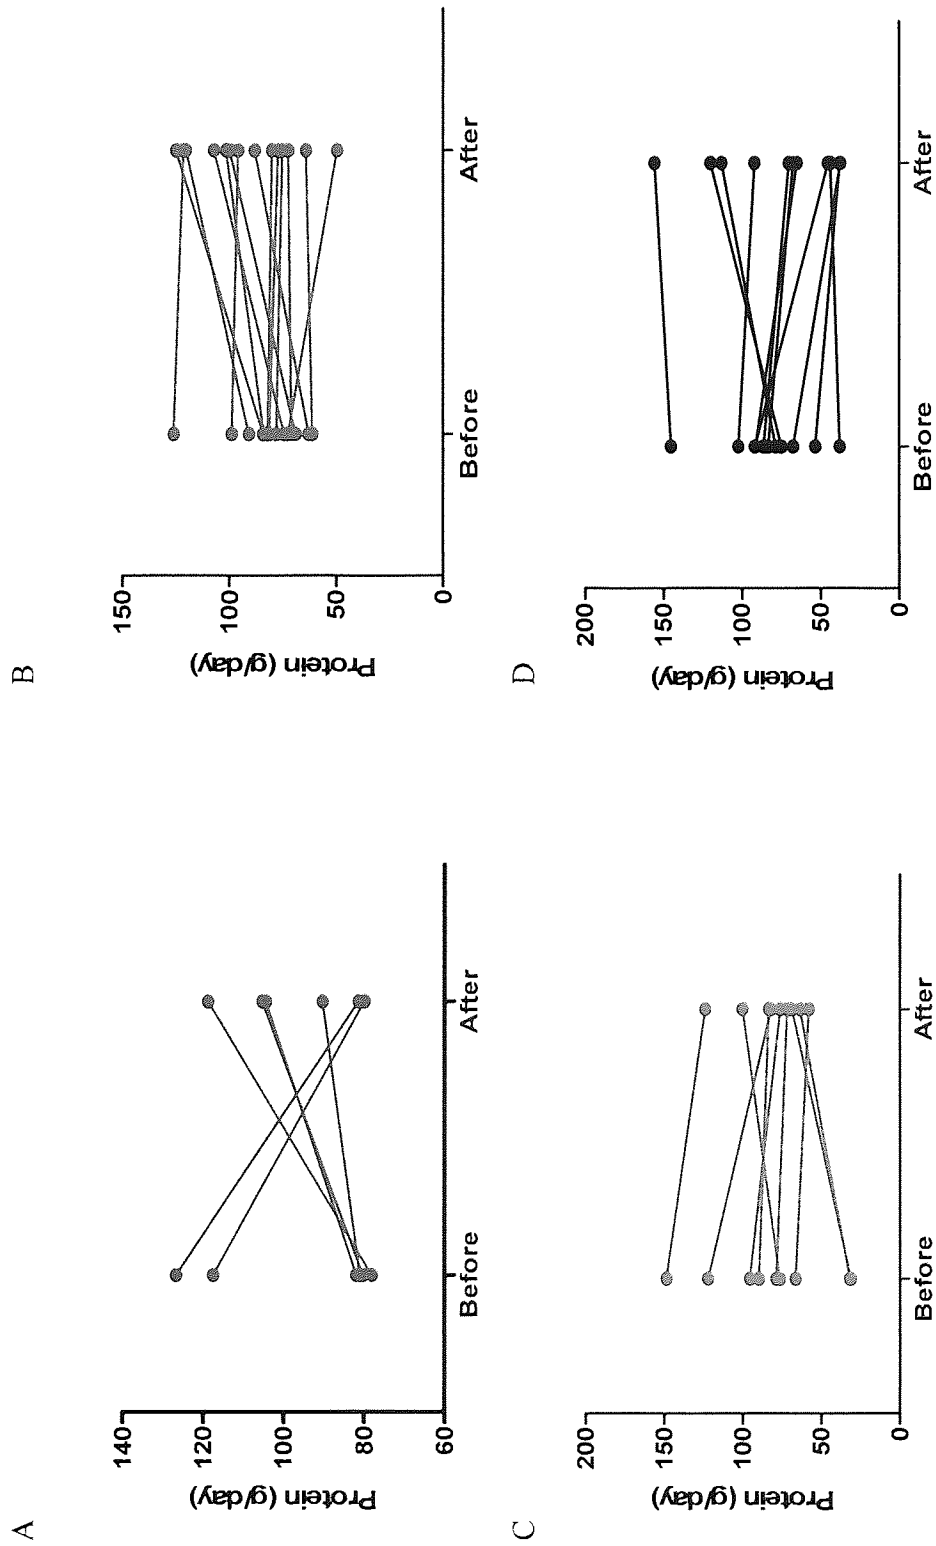 A
Protein (g/day)
140
120
100
80
60
Before
After
B
Protein (g/day)
150
100
50
0
Before
After
C
Protein (g/day)
200
150
100
50
0
Before
After
D
Protein (g/day)
200
150
100
50
0
Before
After